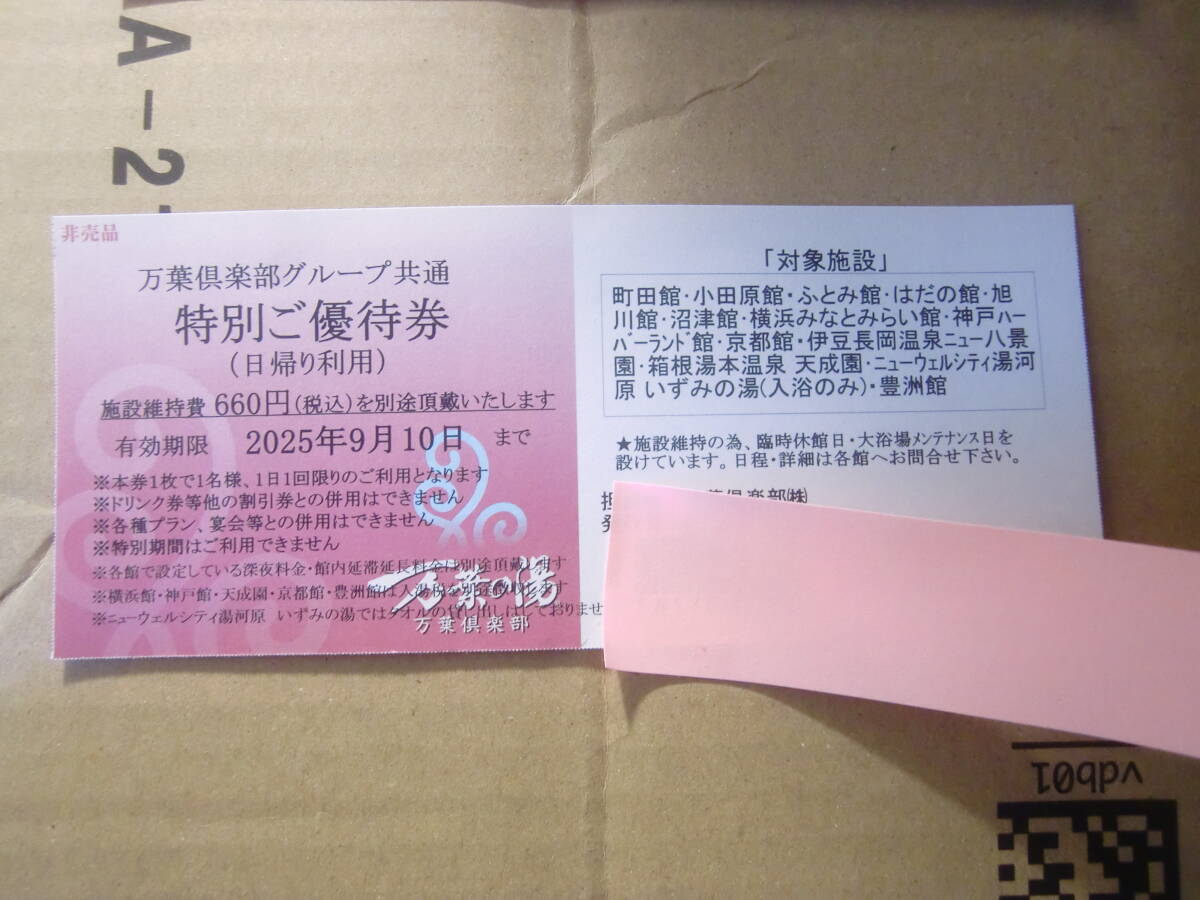 A-2
非売品
万葉倶楽部グループ共通
特別ご優待券
(日帰り利用)
施設維持費 660円(税込)を別途頂戴いたします
有効期限 2025年9月10日 まで
※本券1枚で1名様、1日1回限りのご利用となります
※ドリンク券等他の割引券との併用はできません
※各種プラン、宴会等との併用はできません
※特別期間はご利用できません
※各館で設定している深夜料金・館内延滞延長料金は別途頂戴します
※横浜館・神戸館・天成園・京都館・豊洲館は入湯税を別途徴収します
※ニューウェルシティ湯河原 いずみの湯ではタオルの貸し出しはしておりませ
万葉の湯
万葉倶楽部
「対象施設」
町田館・小田原館・ふとみ館・はだの館・旭
川館・沼津館・横浜みなとみらい館・神戸ハー
バーランド館・京都館・伊豆長岡温泉ニュー八景
園・箱根湯本温泉 天成園・ニューウェルシティ湯河
原 いずみの湯(入浴のみ)・豊洲館
★施設維持の為、臨時休館日・大浴場メンテナンス日を
設けています。日程・詳細は各館へお問合せ下さい。
担 葉倶楽部㈱
発
vdb01